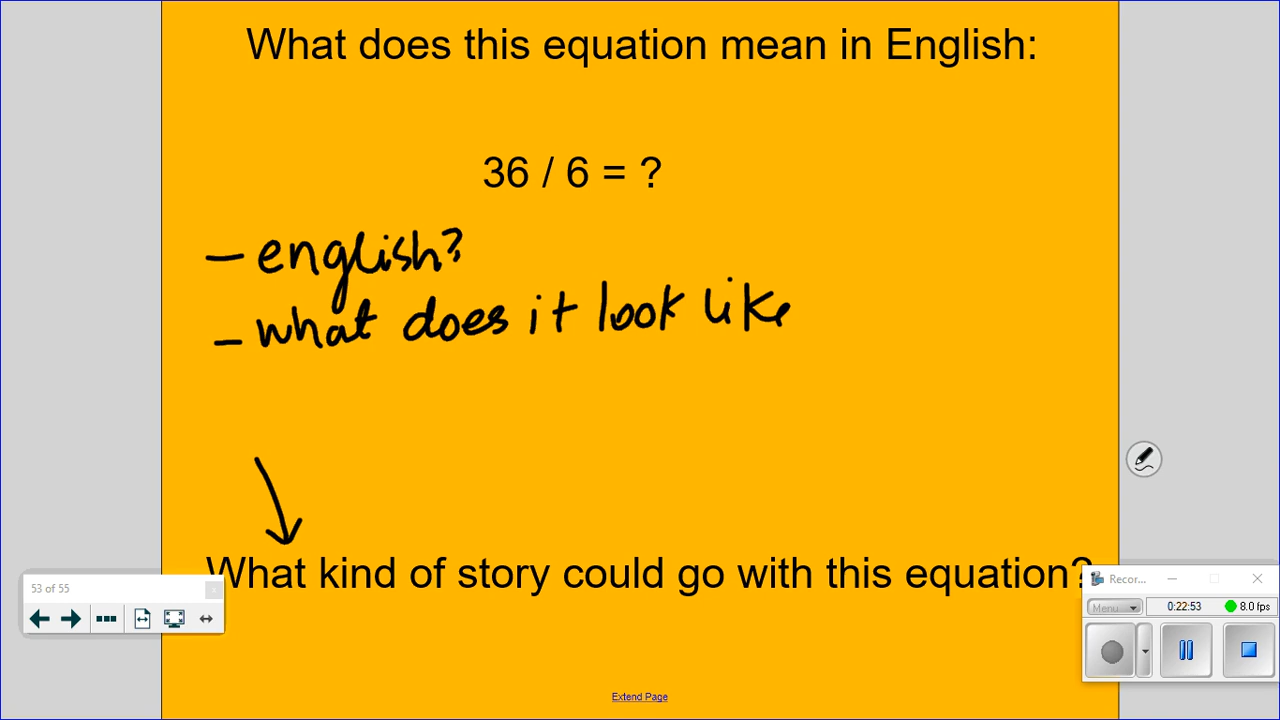 What does this equation mean in English:
36 / 6 = ?
- english?
- what does it look like
What kind of story could go with this equation?
53 of 55
Recor...
Menu
0:22:53
8.0 fps
Extend Page